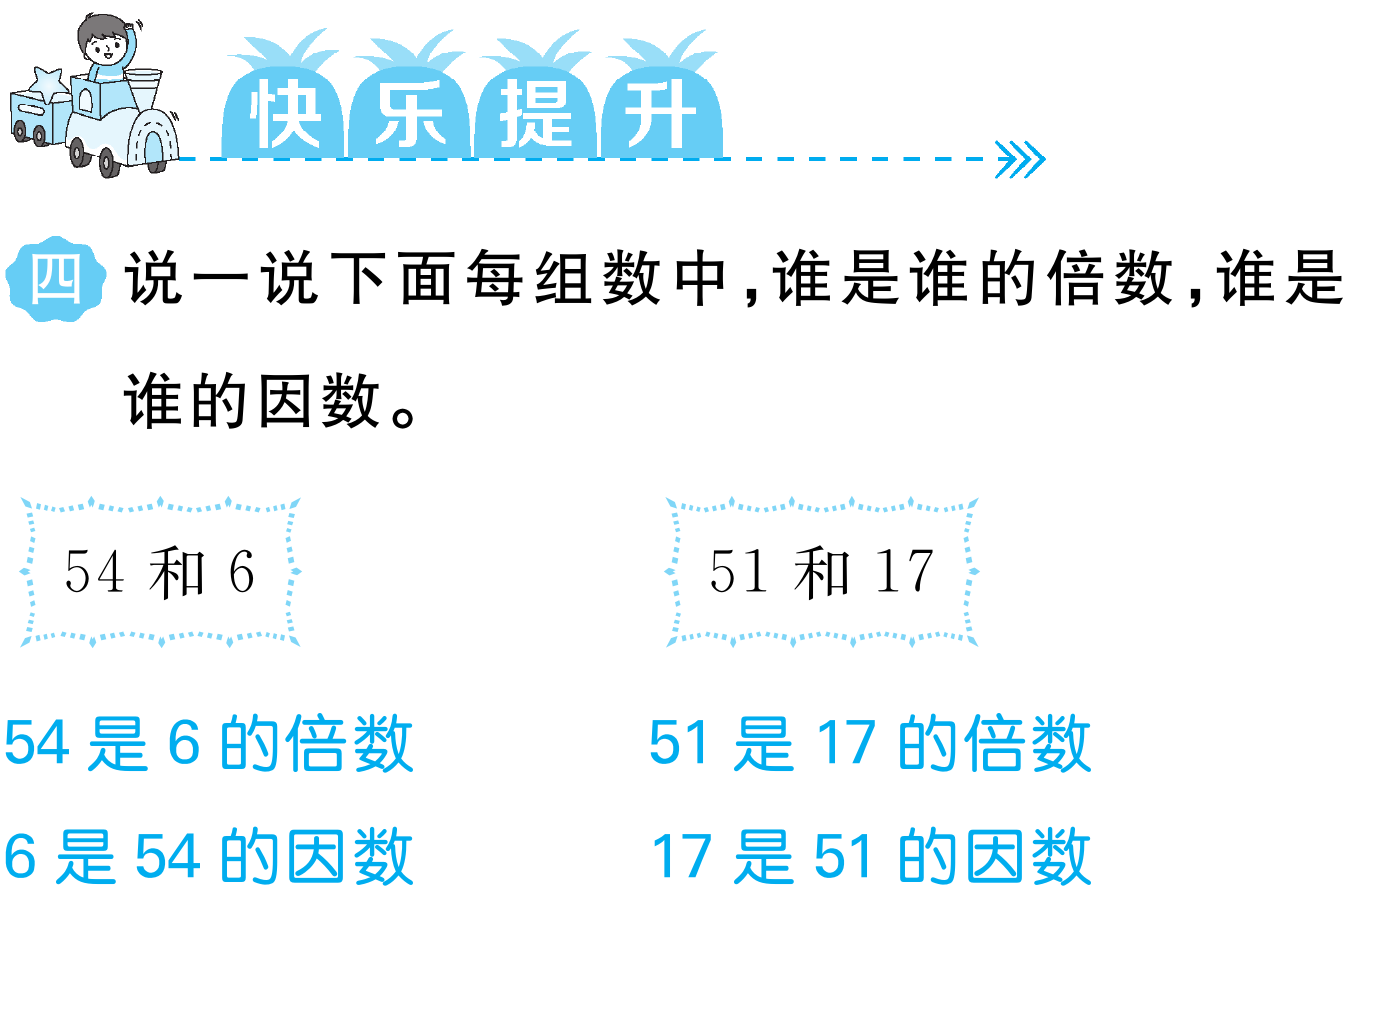 快乐提升
四 说一说下面每组数中,谁是谁的倍数,谁是
谁的因数。
54 和 6 51 和 17
54 是 6 的倍数 51 是 17 的倍数
6 是 54 的因数 17 是 51 的因数